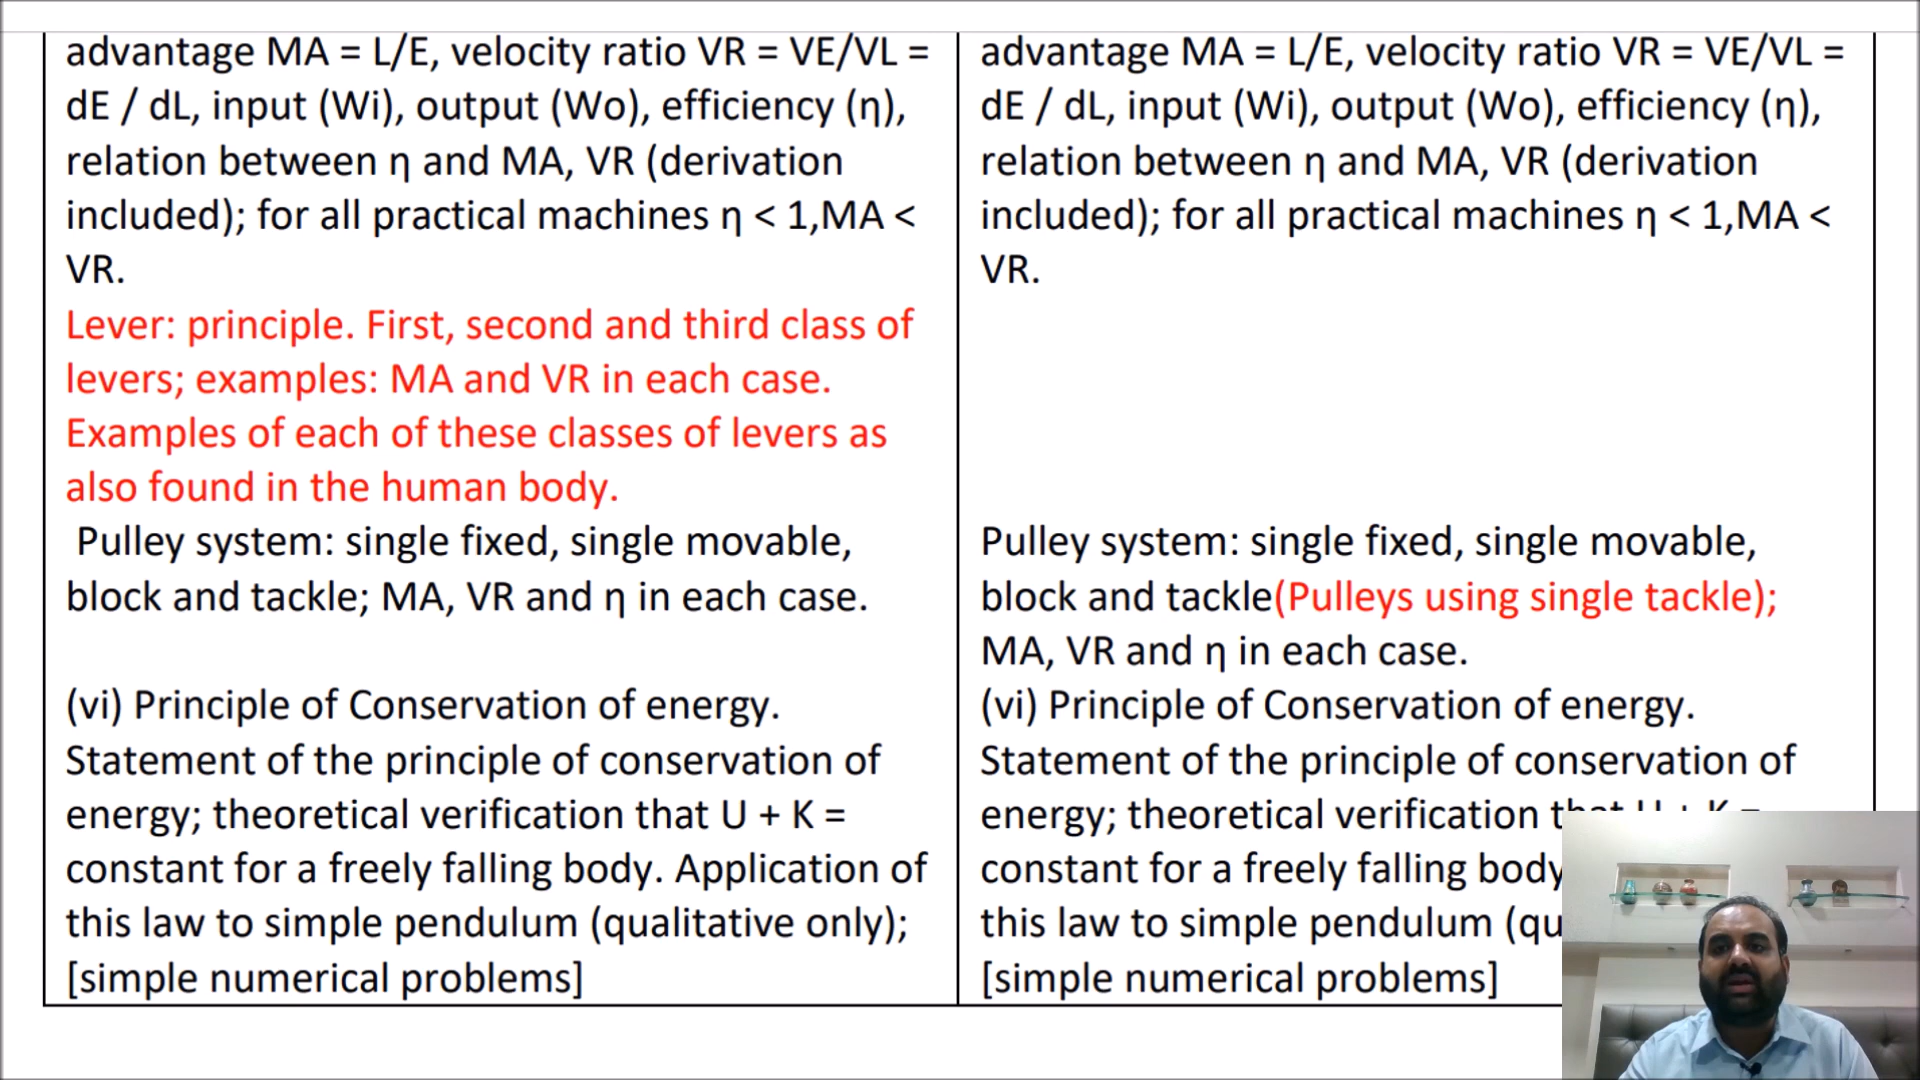 advantage MA = L/E, velocity ratio VR = VE/VL =
dE / dL, input (Wi), output (Wo), efficiency (η),
relation between η and MA, VR (derivation
included); for all practical machines η < 1,MA <
VR.
Lever: principle. First, second and third class of
levers; examples: MA and VR in each case.
Examples of each of these classes of levers as
also found in the human body.
Pulley system: single fixed, single movable,
block and tackle; MA, VR and η in each case.
(vi) Principle of Conservation of energy.
Statement of the principle of conservation of
energy; theoretical verification that U + K =
constant for a freely falling body. Application of
this law to simple pendulum (qualitative only);
[simple numerical problems]
advantage MA = L/E, velocity ratio VR = VE/VL =
dE / dL, input (Wi), output (Wo), efficiency (η),
relation between η and MA, VR (derivation
included); for all practical machines η < 1,MA <
VR.
Pulley system: single fixed, single movable,
block and tackle(Pulleys using single tackle);
MA, VR and η in each case.
(vi) Principle of Conservation of energy.
Statement of the principle of conservation of
energy; theoretical verification that U + K =
constant for a freely falling body
this law to simple pendulum (qu
[simple numerical problems]